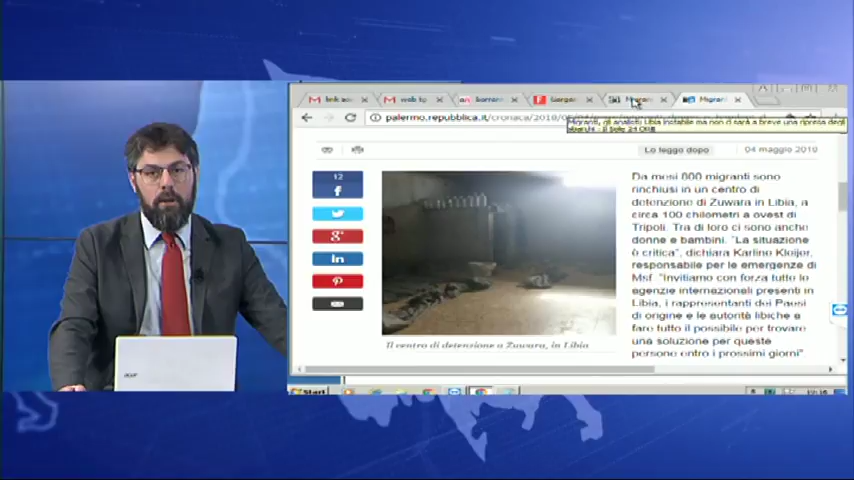 Migran
palermo.repubblica.it/cronaca/2018/05/04
Migranti, gli analisti: Libia instabile ma non ci sarà a breve una ripresa degli
sbarchi - Il Sole 24 ORE
Lo leggo dopo
04 maggio 2018
12
Da mesi 800 migranti sono
rinchiusi in un centro di
detenzione di Zuwara in Libia, a
circa 100 chilometri a ovest di
Tripoli. Tra di loro ci sono anche
donne e bambini. "La situazione
è critica", dichiara Karline Kleijer,
responsabile per le emergenze di
Msf. "Invitiamo con forza tutte le
agenzie internazionali presenti in
Libia, i rappresentanti dei Paesi
di origine e le autorità libiche a
fare tutto il possibile per trovare
una soluzione per queste
persone entro i prossimi giorni"
Il centro di detenzione a Zuwara, in Libia
acer
Start